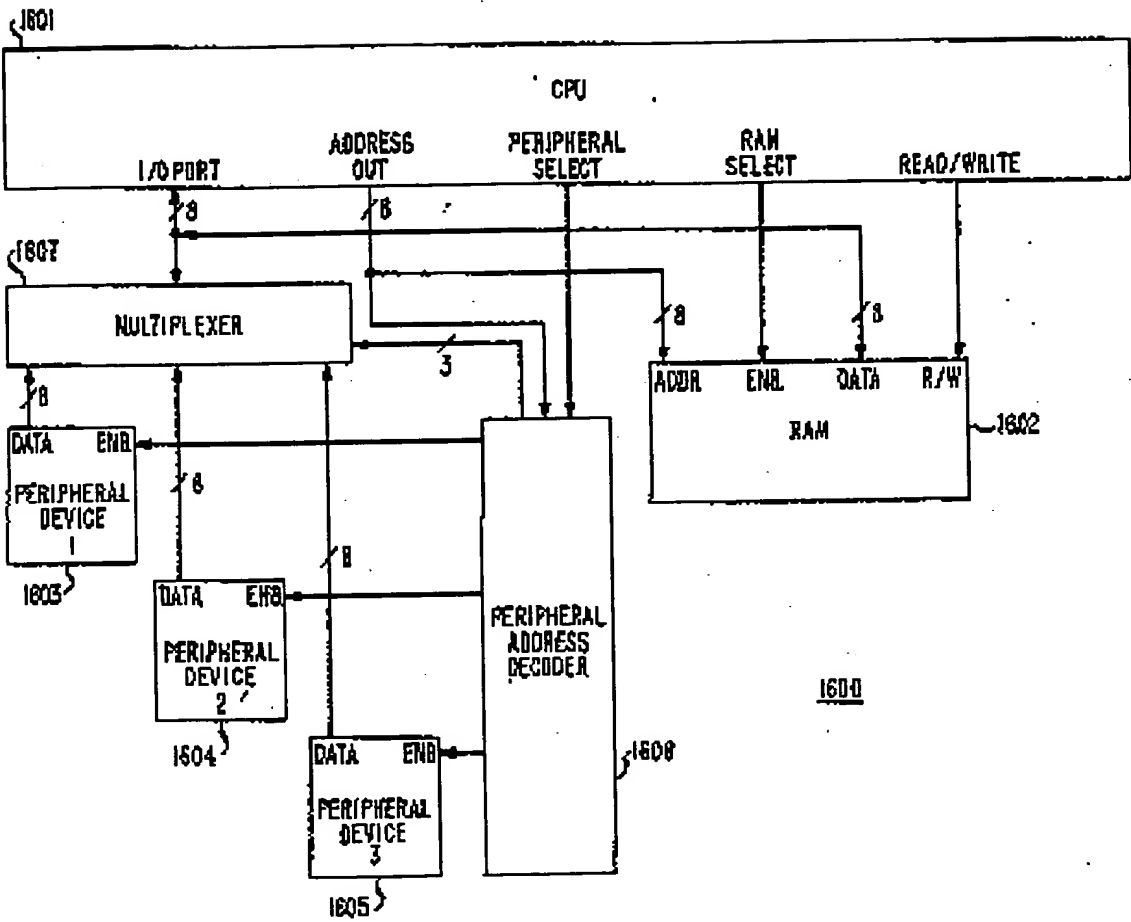 1601
CPU
I/O PORT
ADDRESS
OUT
PERIPHERAL
SELECT
RAM
SELECT
READ/WRITE
8
8
1607
MULTIPLEXER
3
8
8
ADDR
ENB
DATA
R/W
RAM
1602
8
DATA
ENB
PERIPHERAL
DEVICE
1
1603
8
8
DATA
ENB
PERIPHERAL
DEVICE
2
1604
PERIPHERAL
ADDRESS
DECODER
1600
DATA
ENB
PERIPHERAL
DEVICE
3
1605
1606